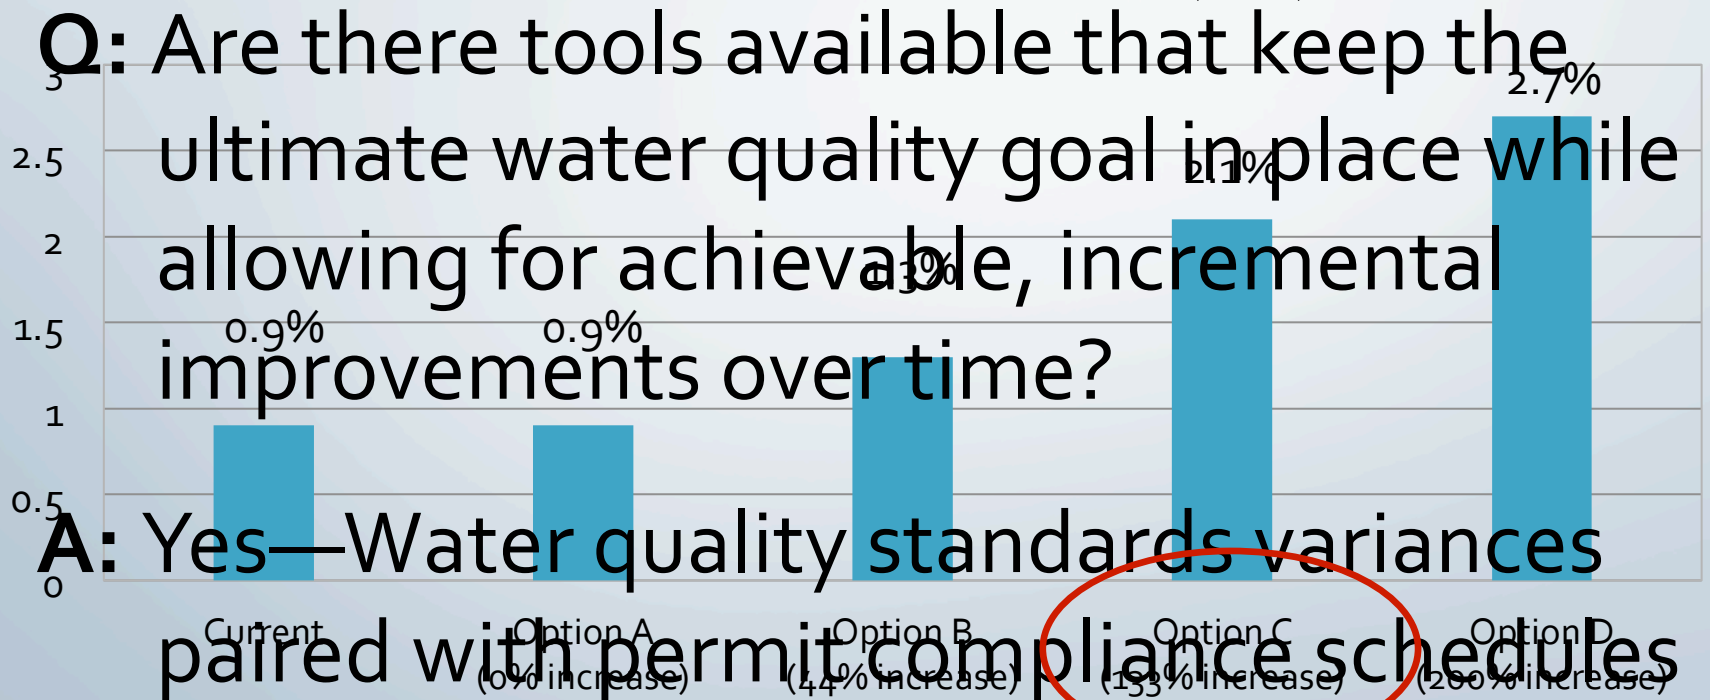 Q: Are there tools available that keep the
ultimate water quality goal in place while
allowing for achievable, incremental
improvements over time?
A: Yes—Water quality standards variances
paired with permit compliance schedules
3
2.5
2
1.5
1
0.5
0
0.9%
0.9%
1.3%
2.1%
2.7%
Current
Option A
(0% increase)
Option B
(44% increase)
Option C
(133% increase)
Option D
(200% increase)